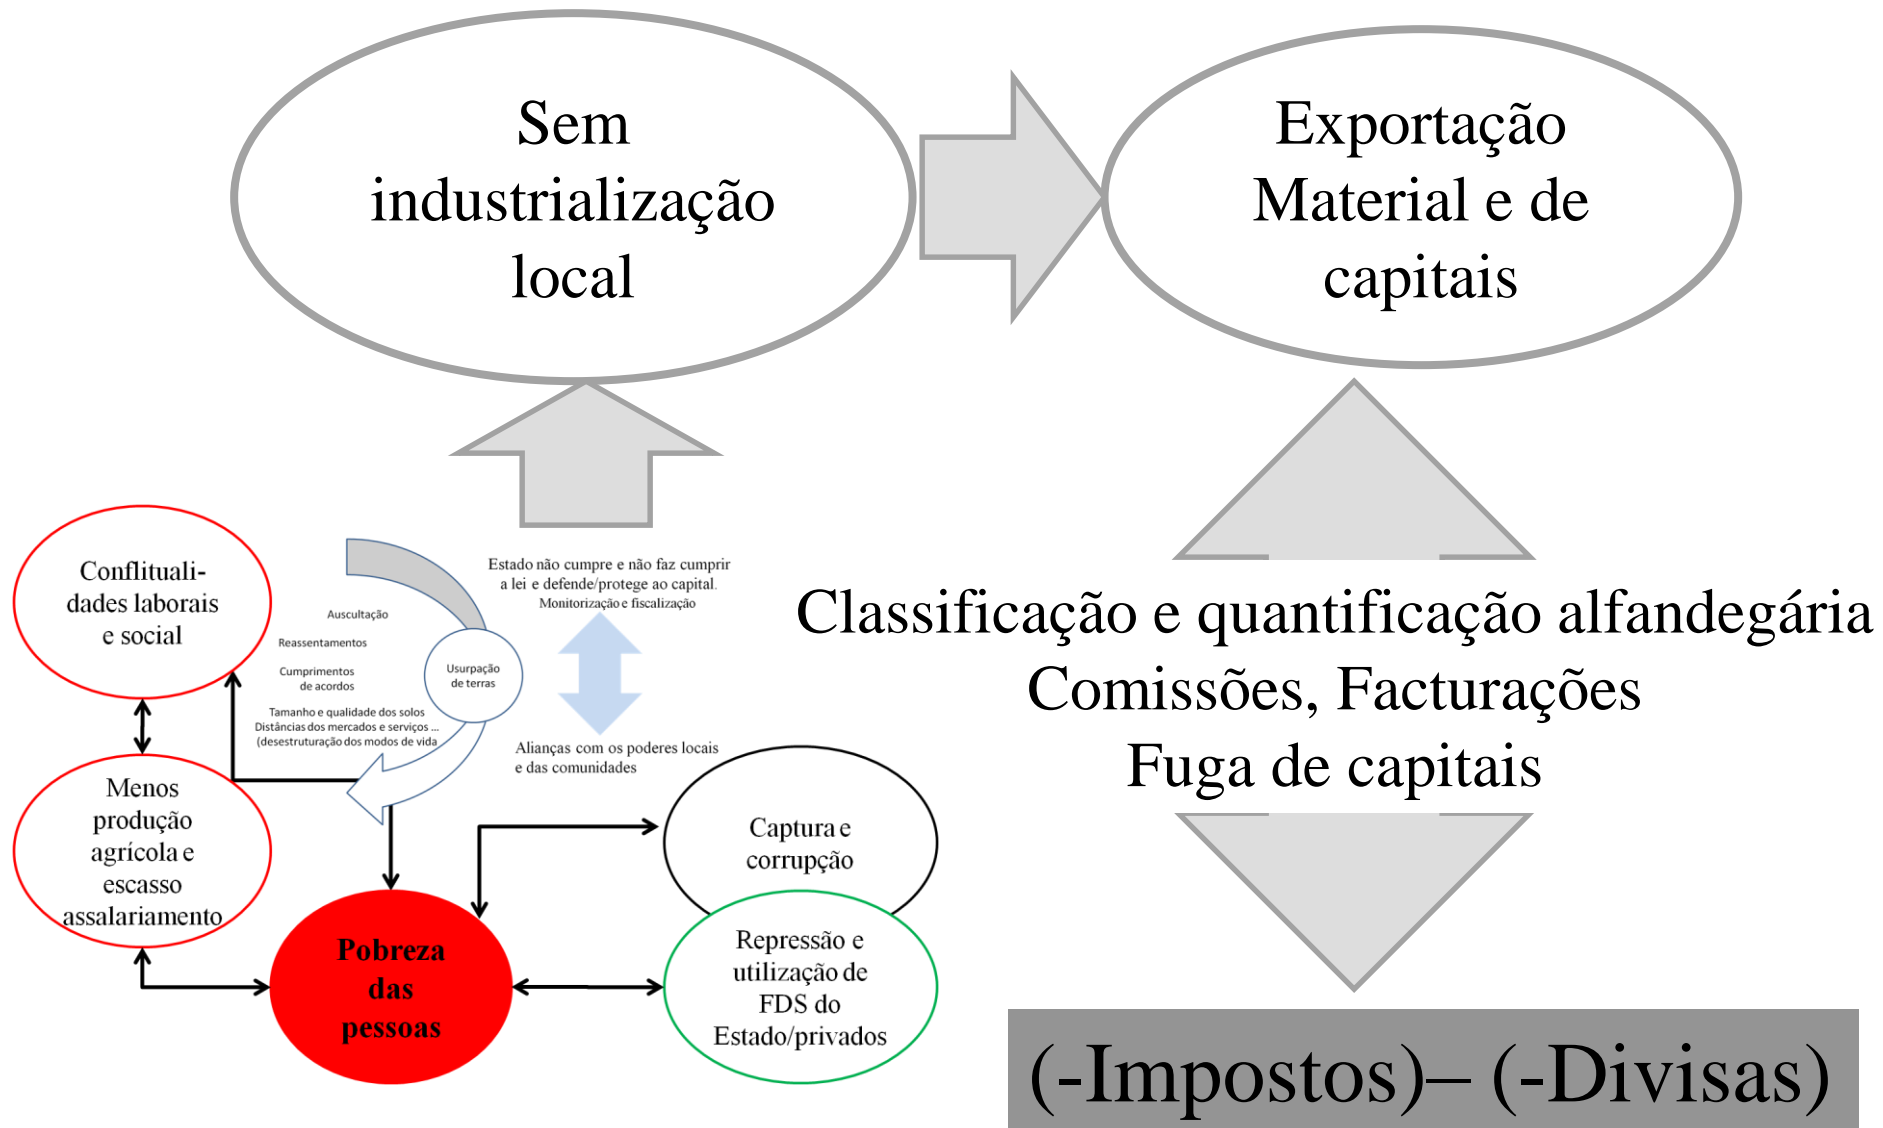 Sem
industrialização
local
Exportação
Material e de
capitais
Conflituali-
dades laborais
e social
Auscultação
Reassentamentos
Cumprimentos
de acordos
Tamanho e qualidade dos solos
Distâncias dos mercados e serviços ...
(desestruturação dos modos de vida
Usurpação
de terras
Estado não cumpre e não faz cumprir
a lei e defende/protege ao capital.
Monitorização e fiscalização
Alianças com os poderes locais
e das comunidades
Menos
produção
agrícola e
escasso
assalariamento
Pobreza
das
pessoas
Captura e
corrupção
Repressão e
utilização de
FDS do
Estado/privados
Classificação e quantificação alfandegária
Comissões, Facturações
Fuga de capitais
(-Impostos)– (-Divisas)